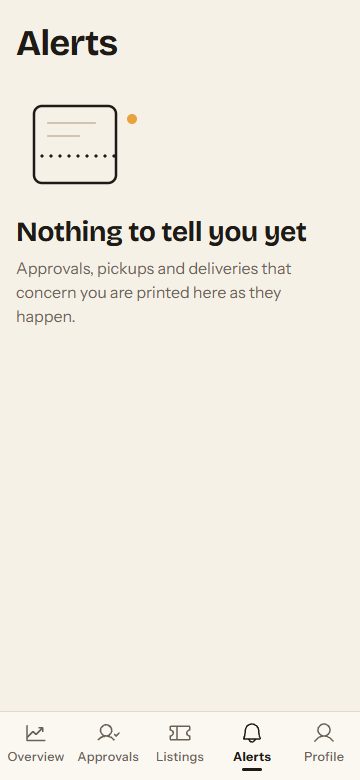 Alerts
Nothing to tell you yet
Approvals, pickups and deliveries that
concern you are printed here as they
happen.
Overview
Approvals
Listings
Alerts
Profile